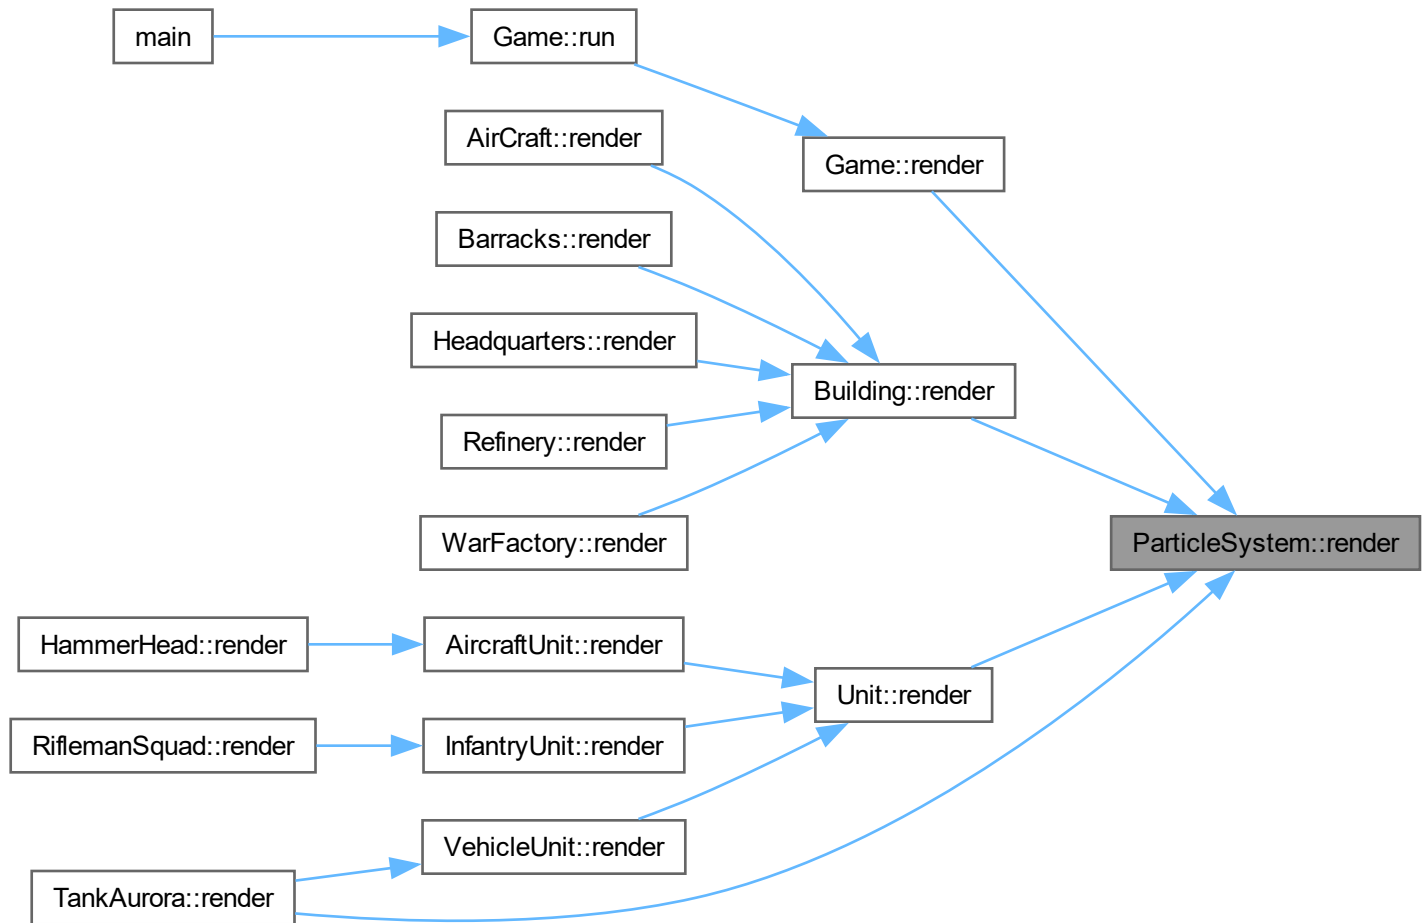 main
Game::run
AirCraft::render
Game::render
Barracks::render
Headquarters::render
Building::render
Refinery::render
WarFactory::render
ParticleSystem::render
HammerHead::render
AircraftUnit::render
Unit::render
RiflemanSquad::render
InfantryUnit::render
VehicleUnit::render
TankAurora::render